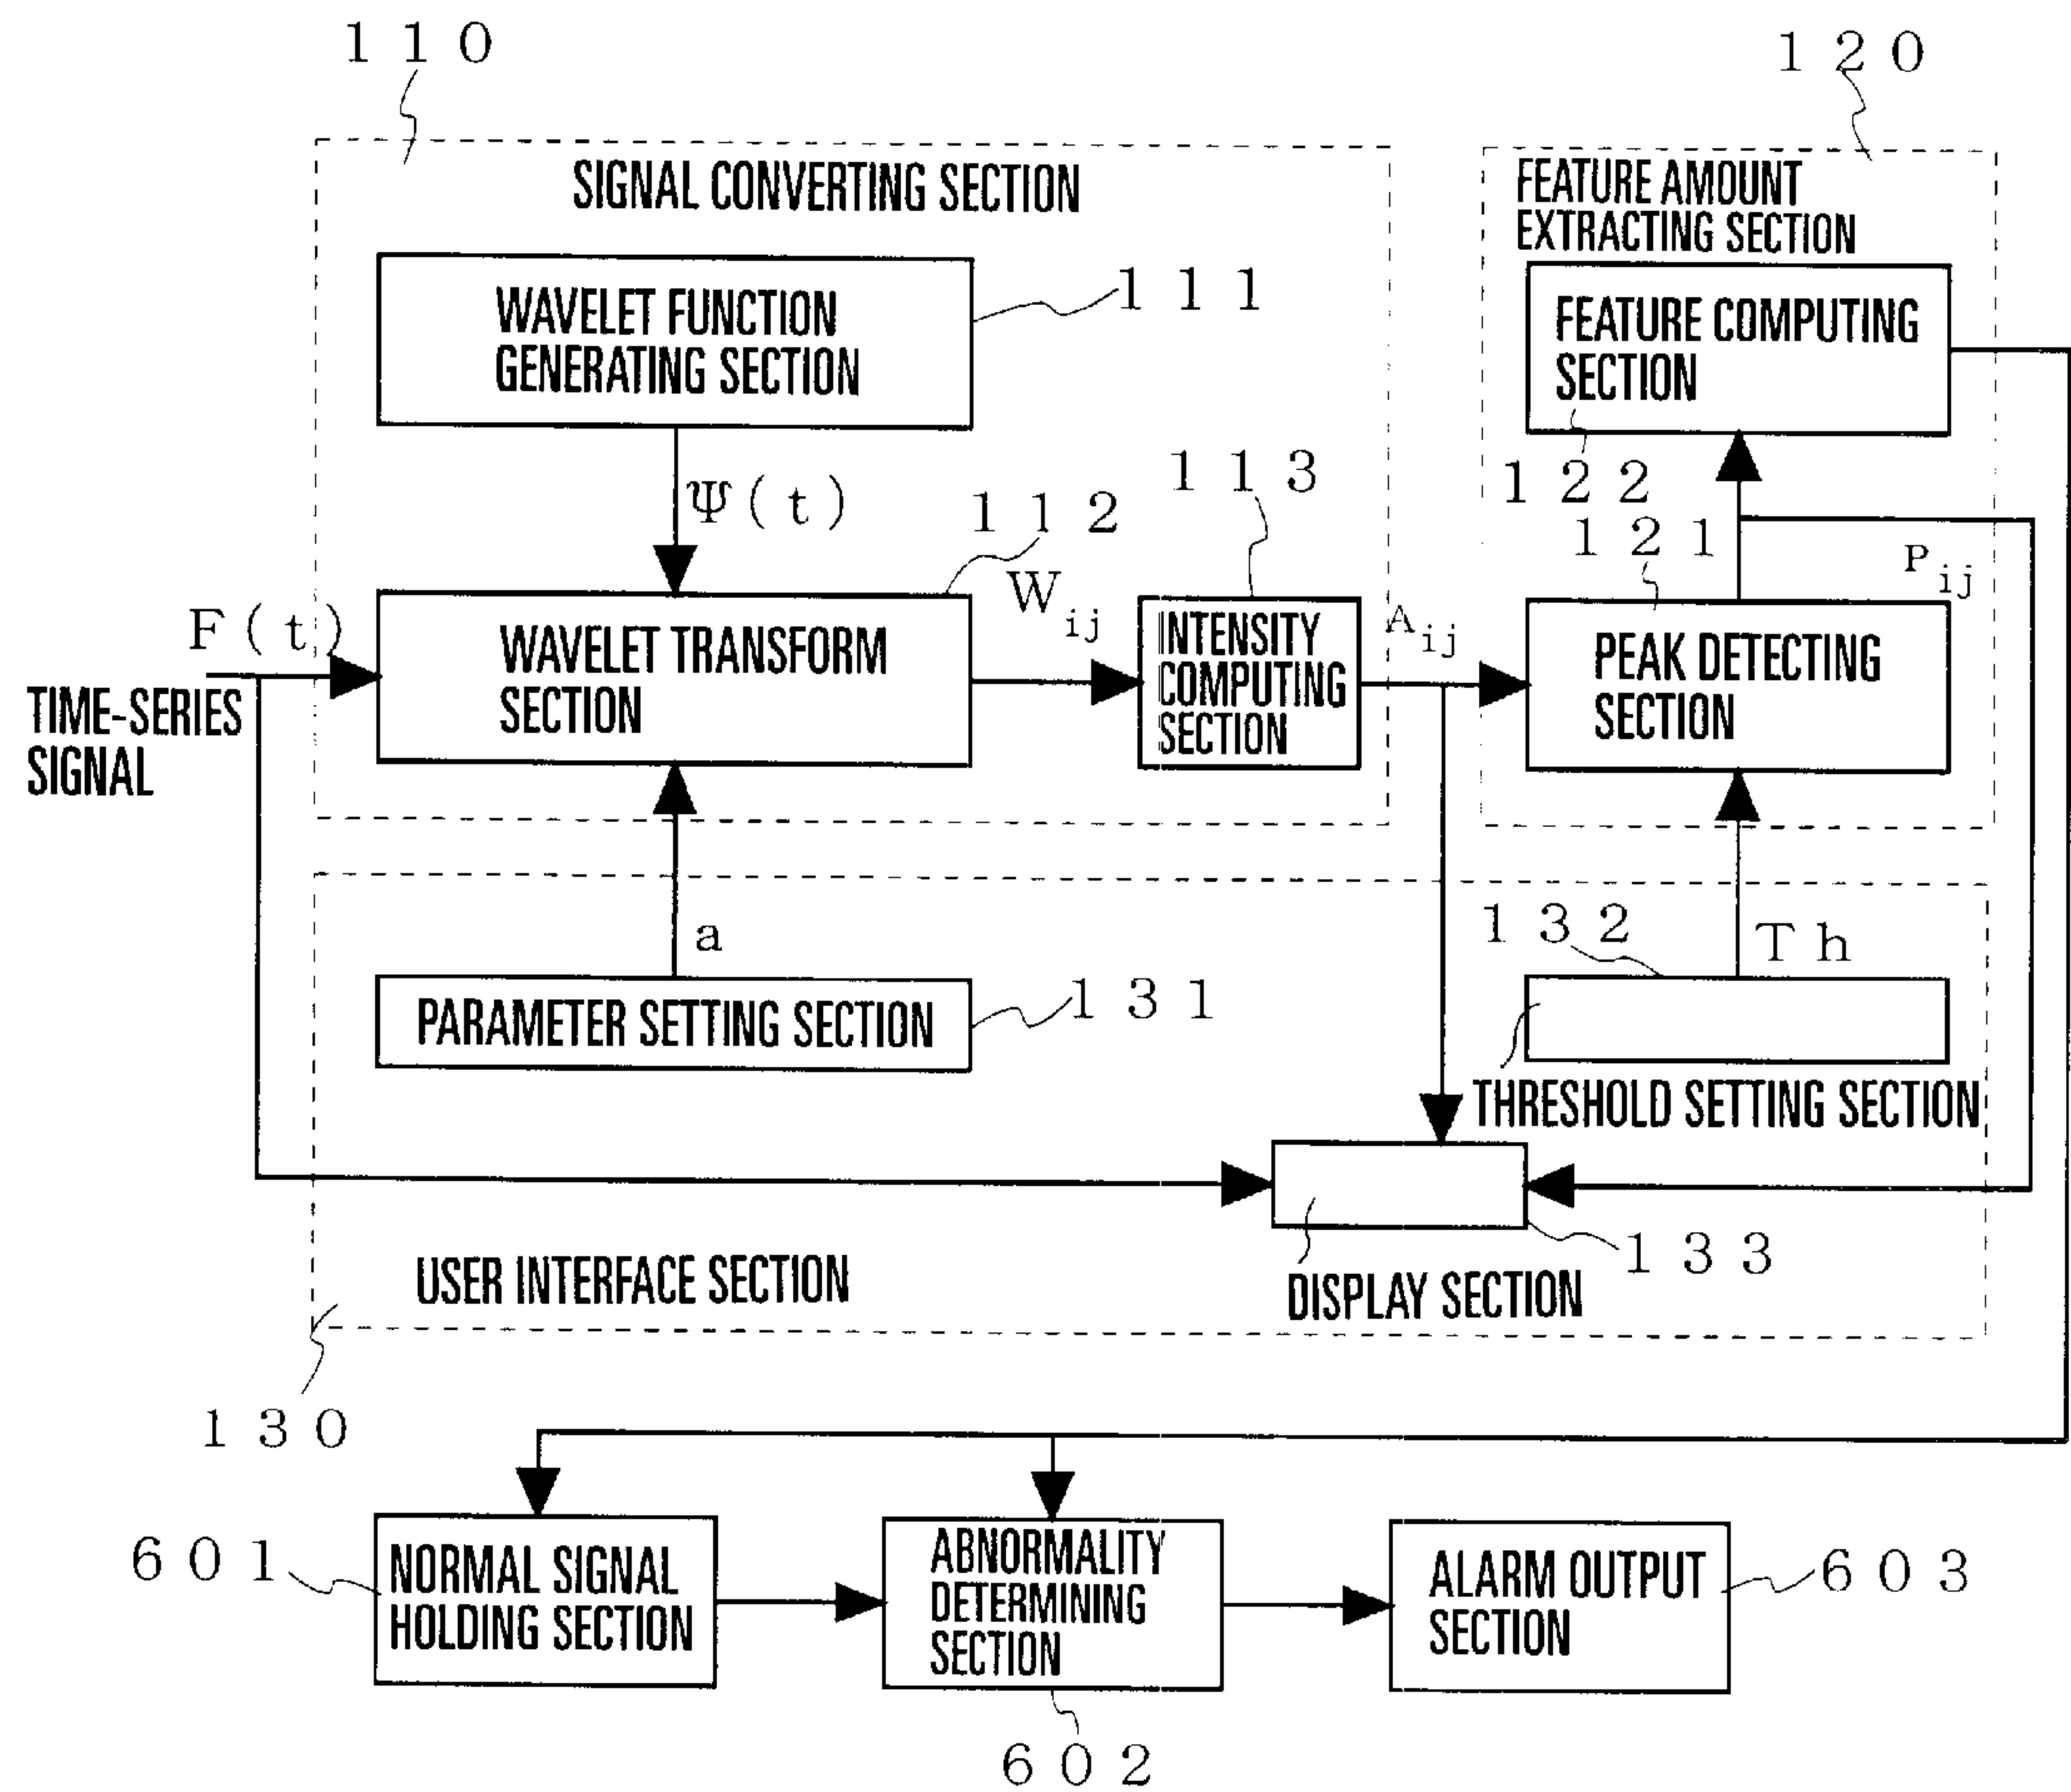 110
120
SIGNAL CONVERTING SECTION
FEATURE AMOUNT
EXTRACTING SECTION
WAVELET FUNCTION
GENERATING SECTION
111
FEATURE COMPUTING
SECTION
122
Ψ(t)
112
113
121
F(t)
TIME-SERIES
SIGNAL
WAVELET TRANSFORM
SECTION
Wij
INTENSITY
COMPUTING
SECTION
Aij
Pij
PEAK DETECTING
SECTION
a
132
Th
PARAMETER SETTING SECTION
131
THRESHOLD SETTING SECTION
USER INTERFACE SECTION
DISPLAY SECTION
133
130
601
NORMAL SIGNAL
HOLDING SECTION
ABNORMALITY
DETERMINING
SECTION
602
ALARM OUTPUT
SECTION
603